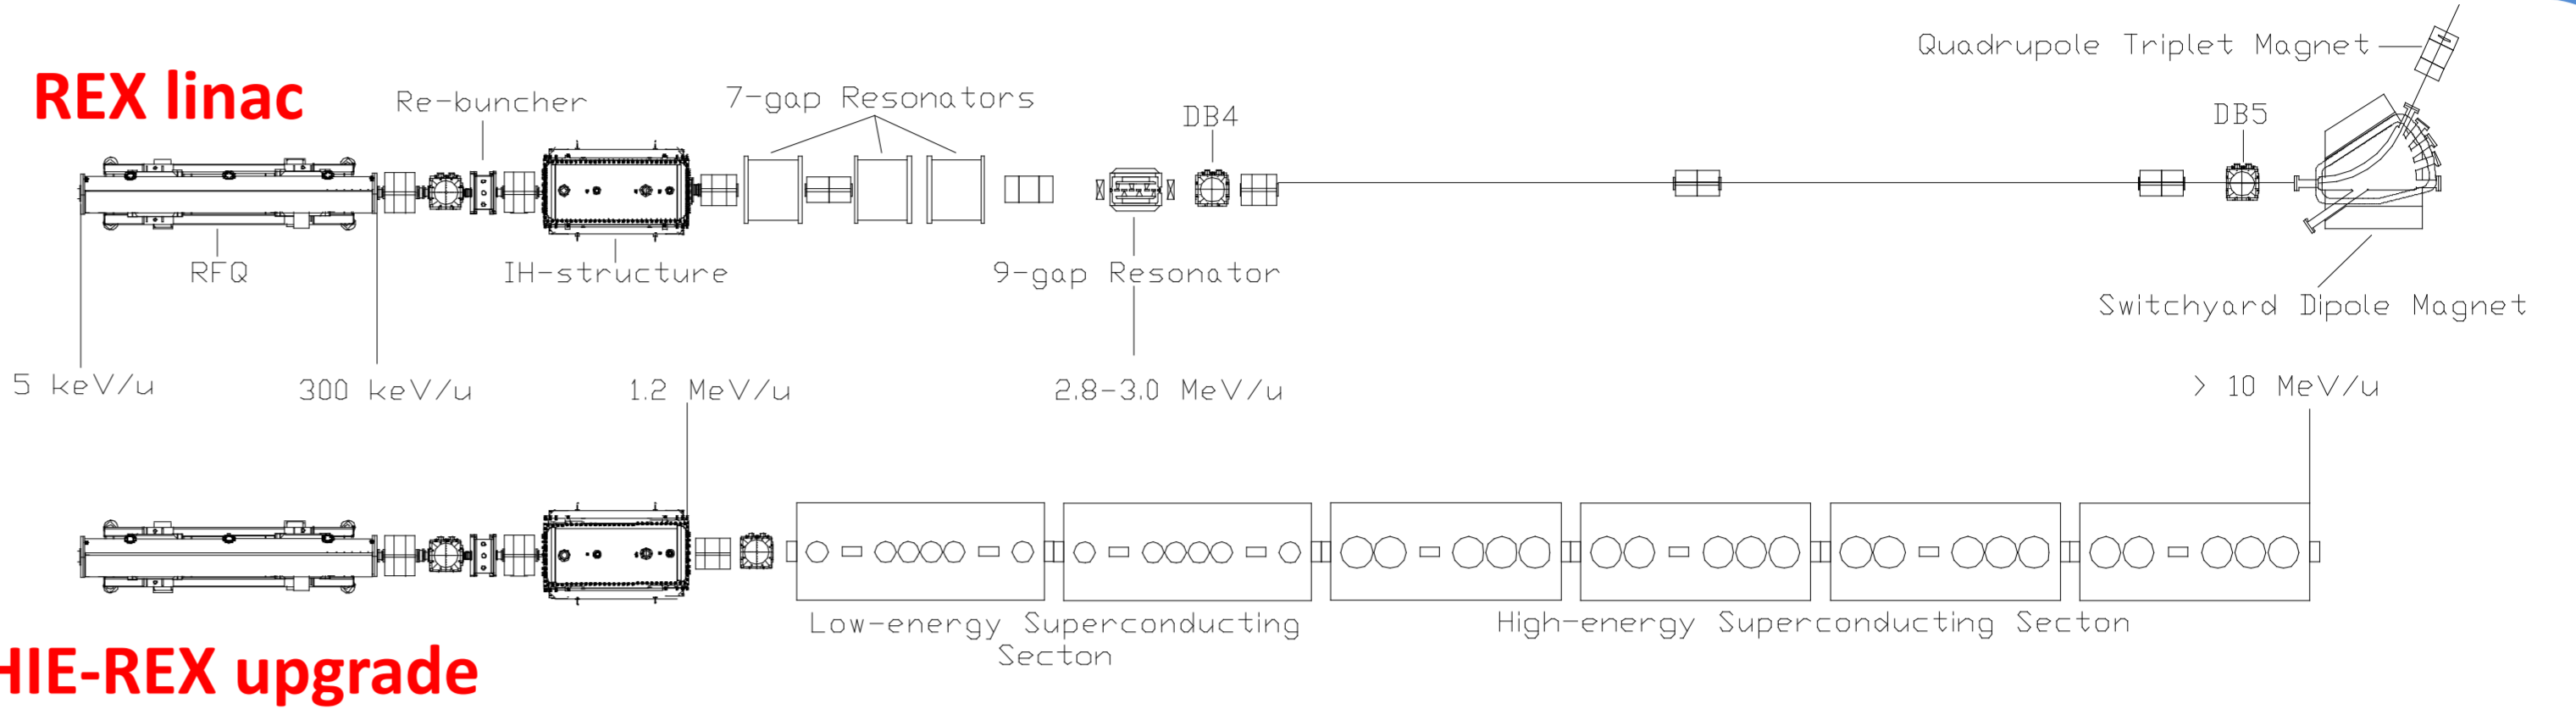 Quadrupole Triplet Magnet
REX linac
Re-buncher
7-gap Resonators
DB4
DB5
RFQ
IH-structure
9-gap Resonator
Switchyard Dipole Magnet
5 keV/u
300 keV/u
1.2 MeV/u
2.8-3.0 MeV/u
> 10 MeV/u
Low-energy Superconducting
Secton
High-energy Superconducting Secton
HIE-REX upgrade